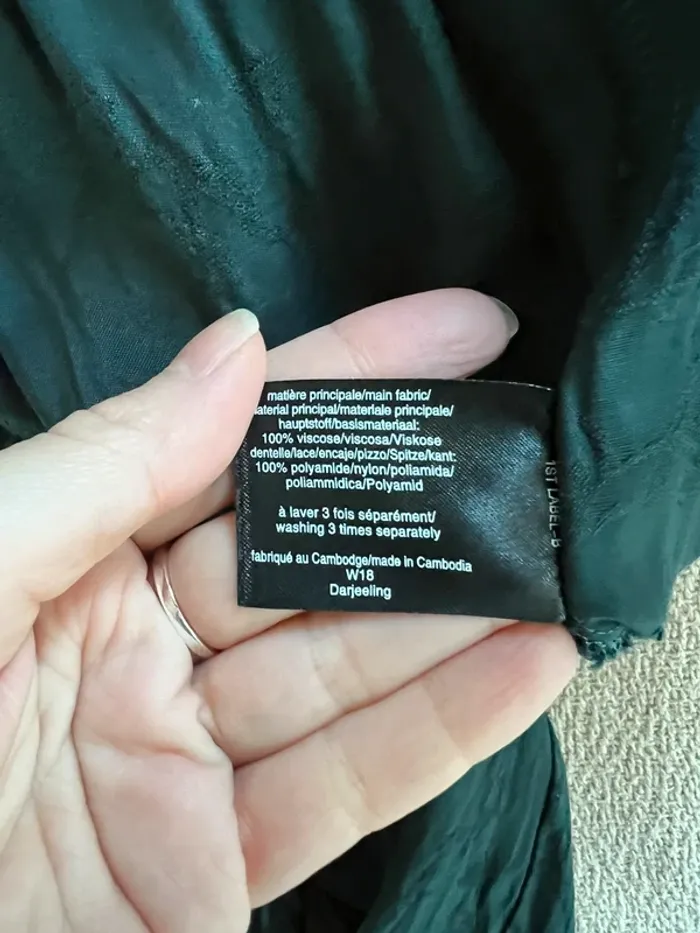 matière principale/main fabric/
material principal/materiale principale/
hauptstoff/basismateriaal:
100% viscose/viscosa/Viskose
dentelle/lace/encaje/pizzo/Spitze/kant:
100% polyamide/nylon/poliamida/
poliammidica/Polyamid
à laver 3 fois séparément/
washing 3 times separately
fabriqué au Cambodge/made in Cambodia
W18
Darjeeling
1ST LABEL-B